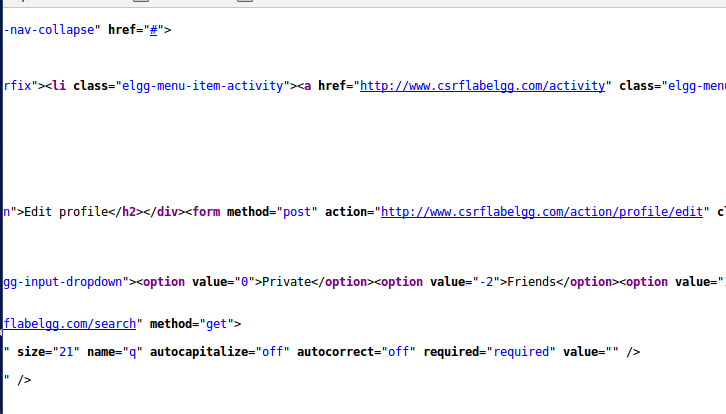 -nav-collapse" href="#">
rfix"><li class="elgg-menu-item-activity"><a href="http://www.csrflabelgg.com/activity" class="elgg-menu
n">Edit profile</h2></div><form method="post" action="http://www.csrflabelgg.com/action/profile/edit" cl
gg-input-dropdown"><option value="0">Private</option><option value="-2">Friends</option><option value="
flabelgg.com/search" method="get">
" size="21" name="q" autocapitalize="off" autocorrect="off" required="required" value="" />
" />